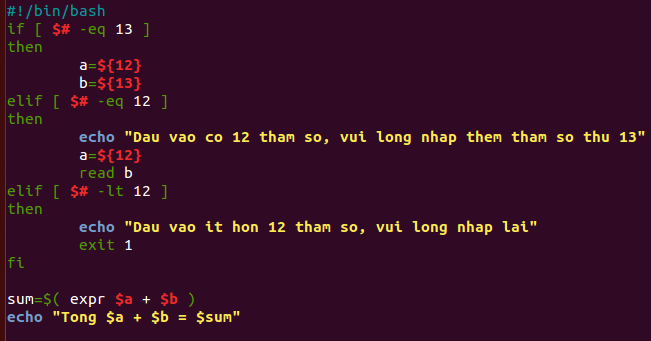 #!/bin/bash
if [ $# -eq 13 ]
then
        a=${12}
        b=${13}
elif [ $# -eq 12 ]
then
        echo "Dau vao co 12 tham so, vui long nhap them tham so thu 13"
        a=${12}
        read b
elif [ $# -lt 12 ]
then
        echo "Dau vao it hon 12 tham so, vui long nhap lai"
        exit 1
fi

sum=$( expr $a + $b )
echo "Tong $a + $b = $sum"